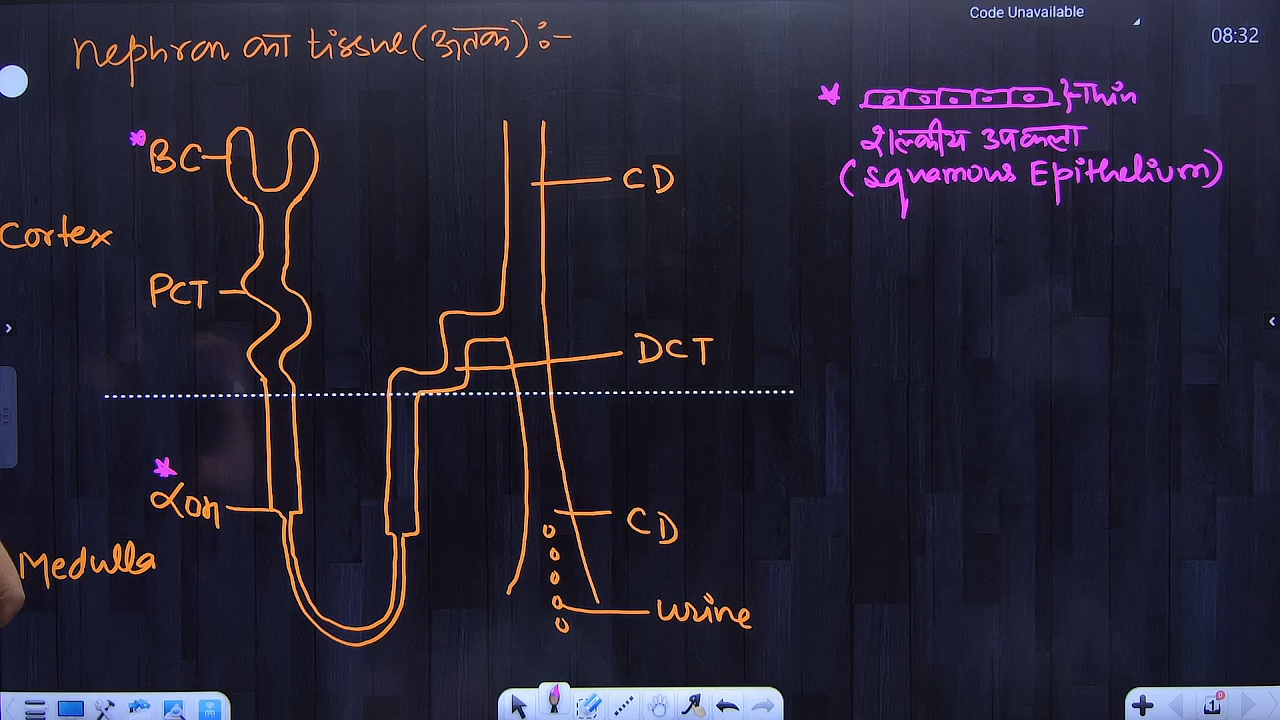 Code Unavailable
08:32
Nephron का tissue (ऊतक) :-
BC
Cortex
PCT
LOH
Medulla
CD
DCT
CD
Urine
* }-Thin
शल्कीय उपकला
(Squamous Epithelium)